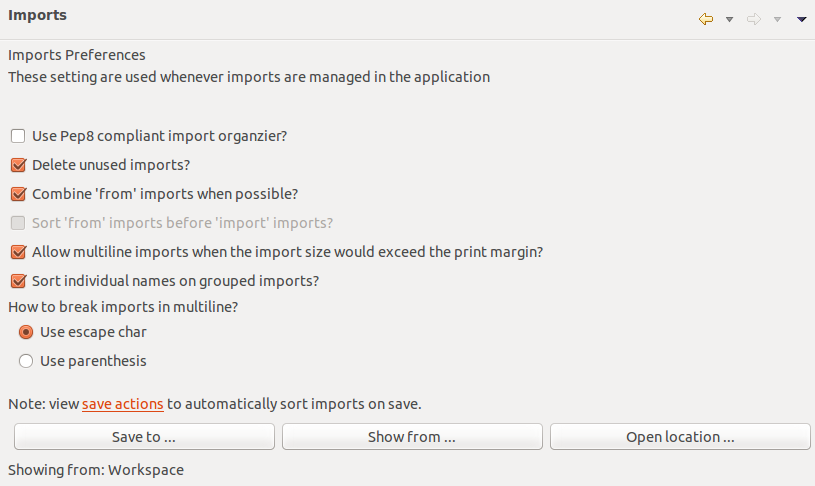 Imports
Imports Preferences
These setting are used whenever imports are managed in the application
Use Pep8 compliant import organzier?
Delete unused imports?
Combine 'from' imports when possible?
Sort 'from' imports before 'import' imports?
Allow multiline imports when the import size would exceed the print margin?
Sort individual names on grouped imports?
How to break imports in multiline?
Use escape char
Use parenthesis
Note: view save actions to automatically sort imports on save.
Save to ...
Show from ...
Open location ...
Showing from: Workspace